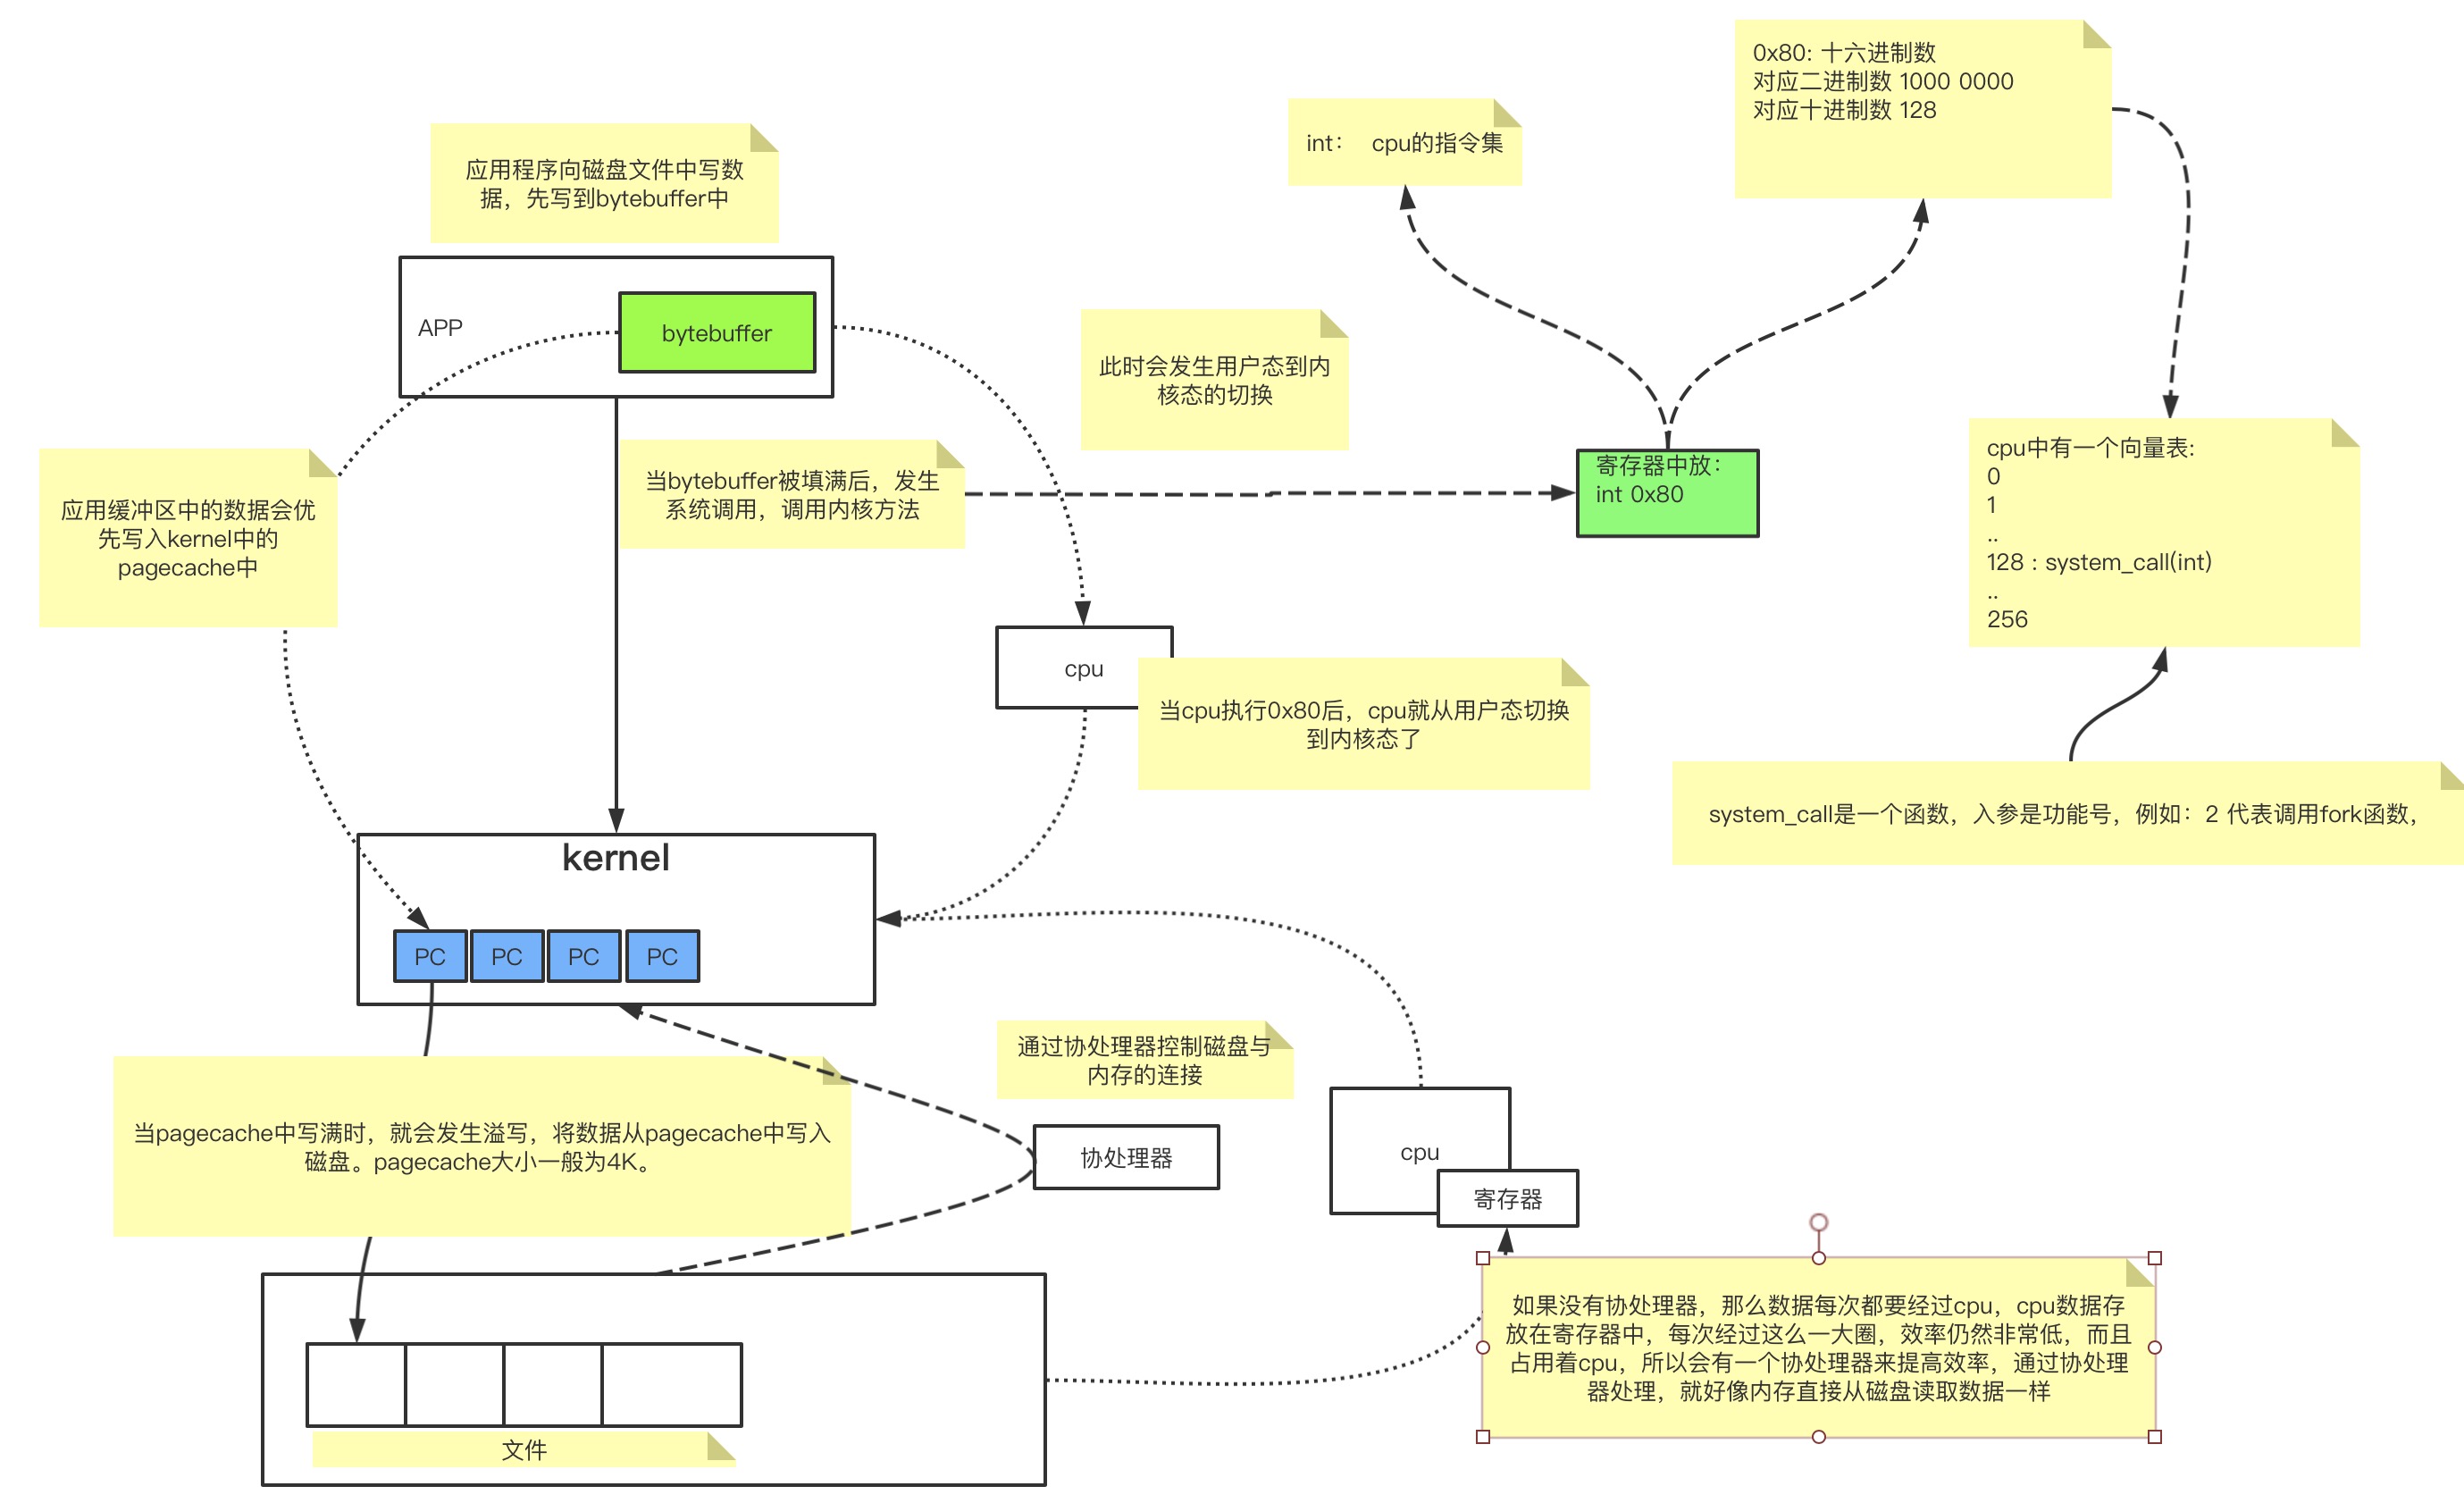 0x80: 十六进制数
对应二进制数 1000 0000
对应十进制数 128
int： cpu的指令集
应用程序向磁盘文件中写数
据，先写到bytebuffer中
APP
bytebuffer
此时会发生用户态到内
核态的切换
寄存器中放：
int 0x80
cpu中有一个向量表:
0
1
..
128 : system_call(int)
..
256
当bytebuffer被填满后，发生
系统调用，调用内核方法
应用缓冲区中的数据会优
先写入kernel中的
pagecache中
cpu
当cpu执行0x80后，cpu就从用户态切换
到内核态了
system_call是一个函数，入参是功能号，例如：2 代表调用fork函数，
kernel
PC
PC
PC
PC
通过协处理器控制磁盘与
内存的连接
当pagecache中写满时，就会发生溢写，将数据从pagecache中写入
磁盘。pagecache大小一般为4K。
协处理器
cpu
寄存器
如果没有协处理器，那么数据每次都要经过cpu，cpu数据存
放在寄存器中，每次经过这么一大圈，效率仍然非常低，而且
占用着cpu，所以会有一个协处理器来提高效率，通过协处理
器处理，就好像内存直接从磁盘读取数据一样
文件